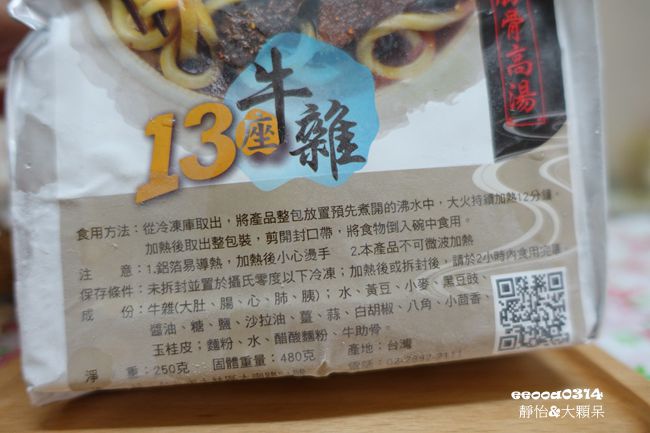 骨高湯
13座牛雜
食用方法：從冷凍庫取出，將產品整包放置預先煮開的沸水中，大火持續加熱12分鐘。
加熱後取出整包裝，剪開封口帶，將食物倒入碗中食用。
注　意：1.鋁箔易導熱，加熱後小心燙手　2.本產品不可微波加熱
保存條件：未拆封並置於攝氏零度以下冷凍；加熱後或拆封後，請於2小時內食用完畢。
成　份：牛雜(大肚、腸、心、肺、胰)；水、黃豆、小麥、黑豆豉、
醬油、糖、鹽、沙拉油、薑、蒜、白胡椒、八角、小茴香、
玉桂皮；麵粉、水、醋酸麵粉、牛助骨。
淨　重：250克　固體重量：480克　產地：台灣
電話：02-2892-2111
eeooa0314
靜怡&大顆呆